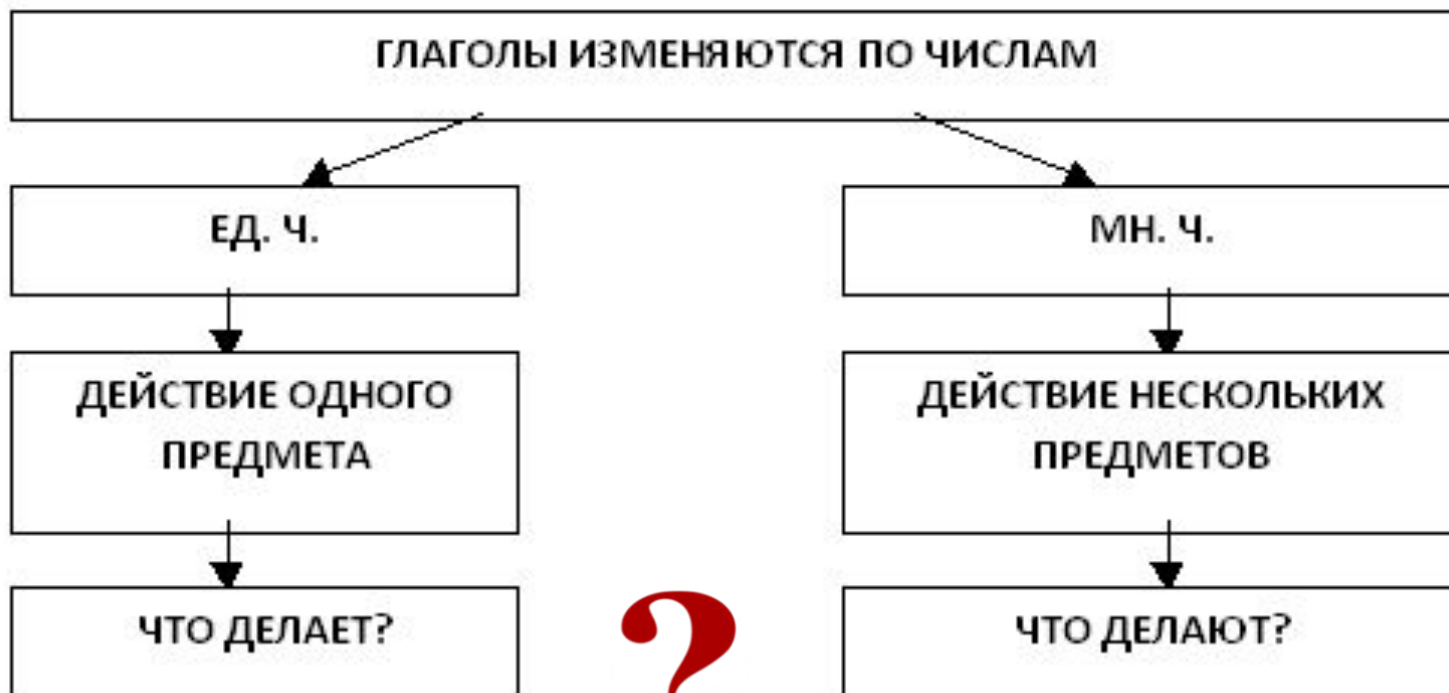 ГЛАГОЛЫ ИЗМЕНЯЮТСЯ ПО ЧИСЛАМ
ЕД. Ч.
МН. Ч.
ДЕЙСТВИЕ ОДНОГО
ПРЕДМЕТА
ДЕЙСТВИЕ НЕСКОЛЬКИХ
ПРЕДМЕТОВ
ЧТО ДЕЛАЕТ?
?
ЧТО ДЕЛАЮТ?